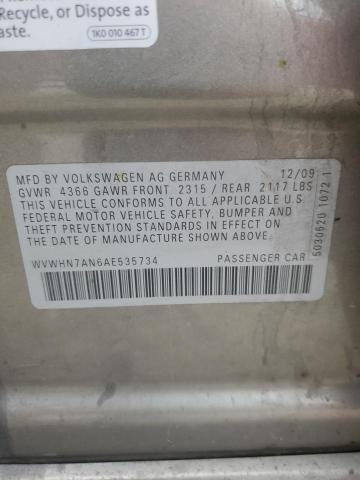 Recycle, or Dispose as
aste.
1K0 010 467 T
MFD BY VOLKSWAGEN AG GERMANY 12/09
GVWR 4366 GAWR FRONT 2315 / REAR 2117 LBS
THIS VEHICLE CONFORMS TO ALL APPLICABLE U.S
FEDERAL MOTOR VEHICLE SAFETY, BUMPER AND
THEFT PREVENTION STANDARDS IN EFFECT ON
THE DATE OF MANUFACTURE SHOWN ABOVE.
WVWHN7AN6AE535734 PASSENGER CAR
5030620 1072 1